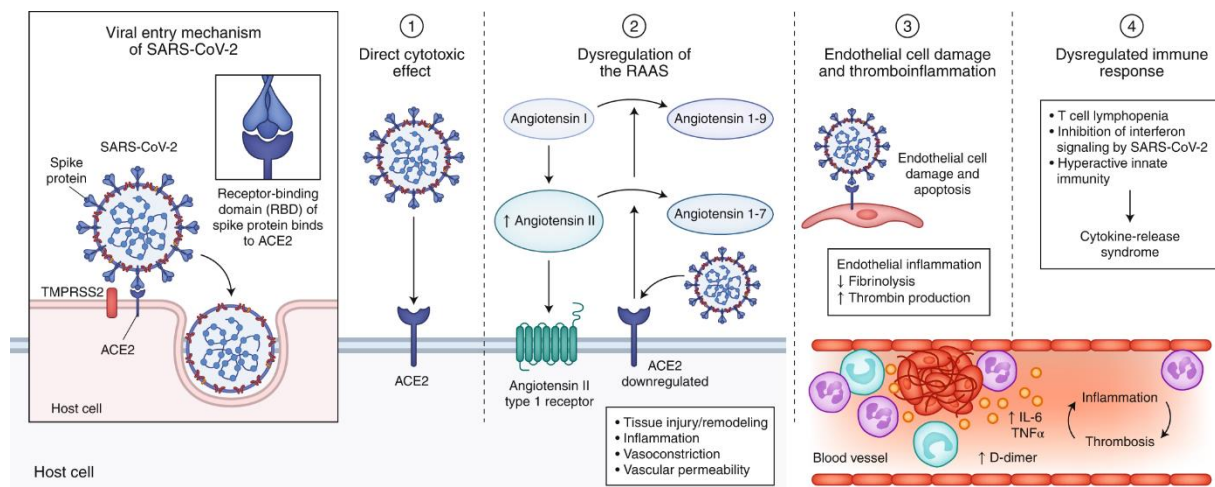 Viral entry mechanism
of SARS-CoV-2
SARS-CoV-2
Spike
protein
Receptor-binding
domain (RBD) of
spike protein binds
to ACE2
TMPRSS2
ACE2
Host cell
Host cell
1
Direct cytotoxic
effect
ACE2
2
Dysregulation of
the RAAS
Angiotensin I
Angiotensin 1-9
↑ Angiotensin II
Angiotensin 1-7
Angiotensin II
type 1 receptor
ACE2
downregulated
• Tissue injury/remodeling
• Inflammation
• Vasoconstriction
• Vascular permeability
3
Endothelial cell damage
and thromboinflammation
Endothelial cell
damage and
apoptosis
Endothelial inflammation
↓ Fibrinolysis
↑ Thrombin production
4
Dysregulated immune
response
• T cell lymphopenia
• Inhibition of interferon
signaling by SARS-CoV-2
• Hyperactive innate
immunity
Cytokine-release
syndrome
↑ IL-6
TNFα
Inflammation
Thrombosis
Blood vessel
↑ D-dimer